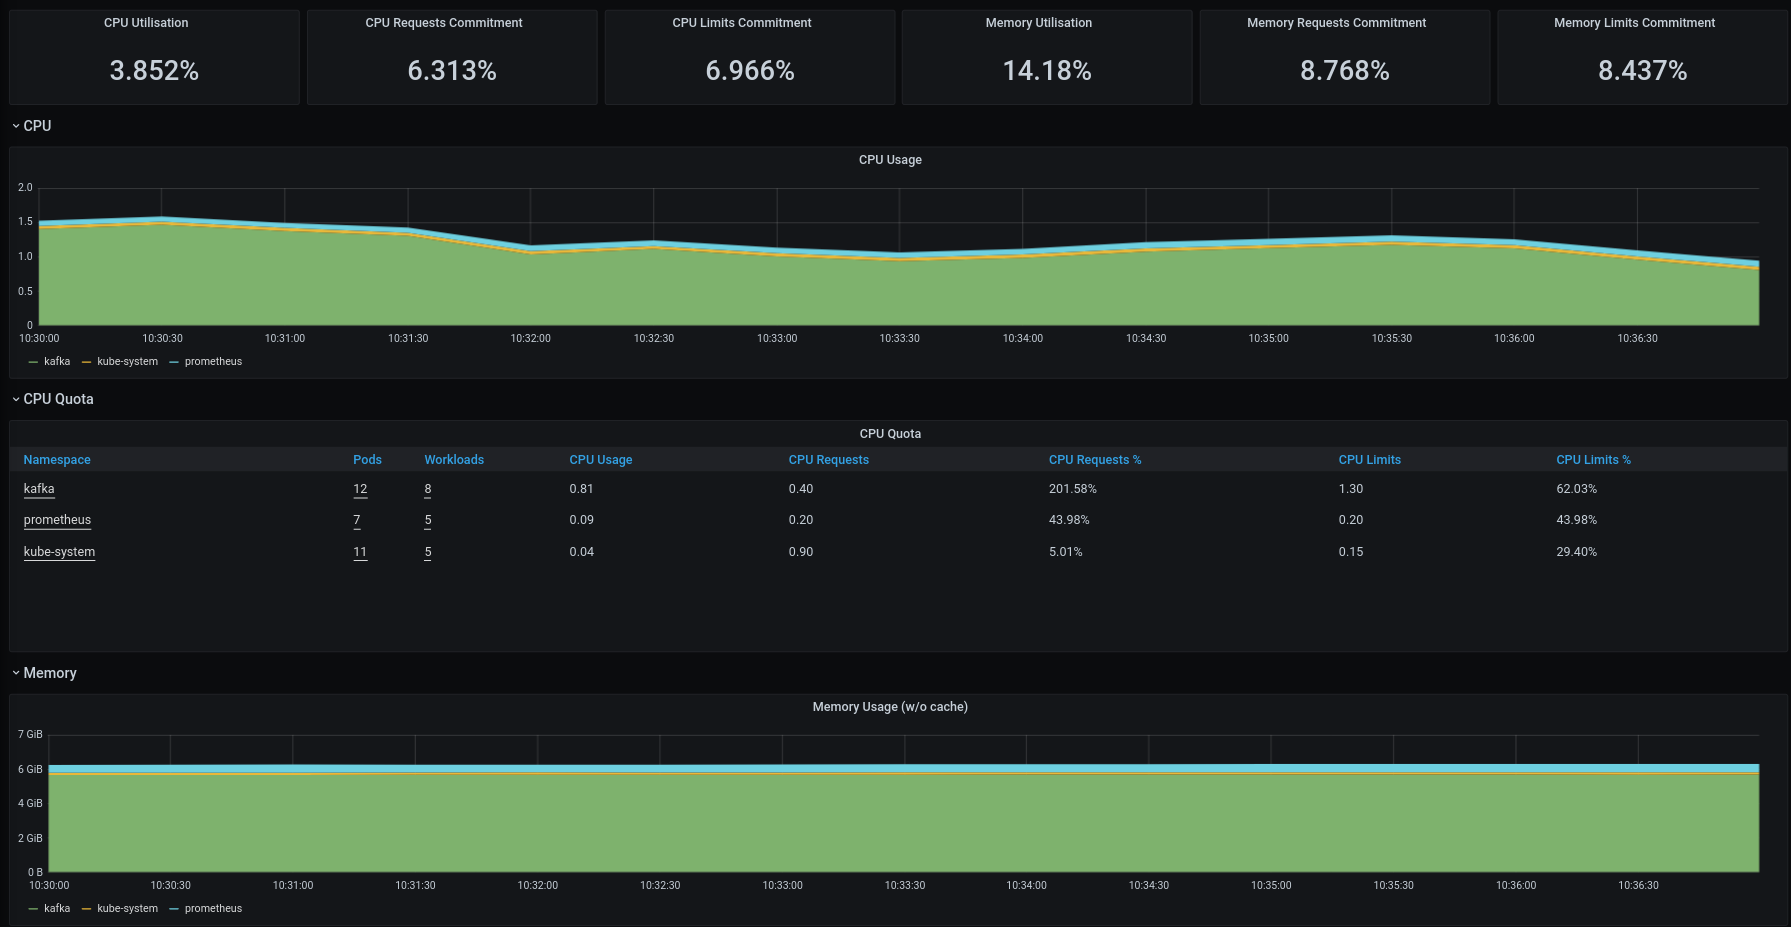 CPU Utilisation CPU Requests Commitment CPU Limits Commitment Memory Utilisation Memory Requests Commitment Memory Limits Commitment
3.852% 6.313% 6.966% 14.18% 8.768% 8.437%
CPU
CPU Usage
2.0
1.5
1.0
0.5
0
10:30:00 10:30:30 10:31:00 10:31:30 10:32:00 10:32:30 10:33:00 10:33:30 10:34:00 10:34:30 10:35:00 10:35:30 10:36:00 10:36:30
kafka kube-system prometheus
CPU Quota
CPU Quota
Namespace Pods Workloads CPU Usage CPU Requests CPU Requests % CPU Limits CPU Limits %
kafka 12 8 0.81 0.40 201.58% 1.30 62.03%
prometheus 7 5 0.09 0.20 43.98% 0.20 43.98%
kube-system 11 5 0.04 0.90 5.01% 0.15 29.40%
Memory
Memory Usage (w/o cache)
7 GiB
6 GiB
4 GiB
2 GiB
0 B
10:30:00 10:30:30 10:31:00 10:31:30 10:32:00 10:32:30 10:33:00 10:33:30 10:34:00 10:34:30 10:35:00 10:35:30 10:36:00 10:36:30
kafka kube-system prometheus